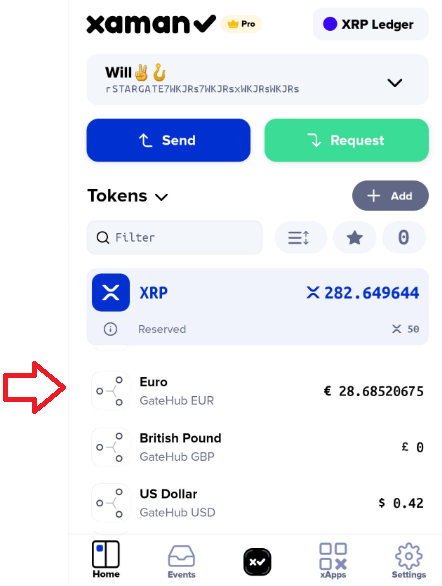 xaman
Pro
XRP Ledger
Will✌️🪝
rSTARGATE7WKJRs7WKJRsxWKJRsWKJRs
Send
Request
Tokens
Add
Filter
0
XRP
282.649644
Reserved
50
Euro
GateHub EUR
€ 28.68520675
British Pound
GateHub GBP
£ 0
US Dollar
GateHub USD
$ 0.42
Home
Events
xApps
Settings